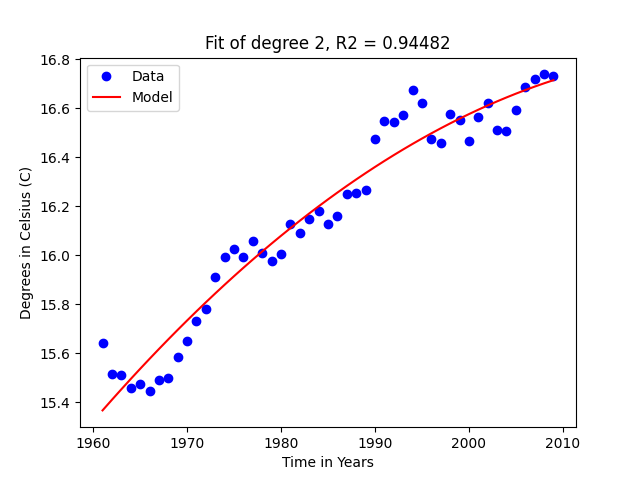 Fit of degree 2, R2 = 0.94482
Data
Model
16.8
16.6
16.4
16.2
16.0
15.8
15.6
15.4
Degrees in Celsius (C)
1960 1970 1980 1990 2000 2010
Time in Years